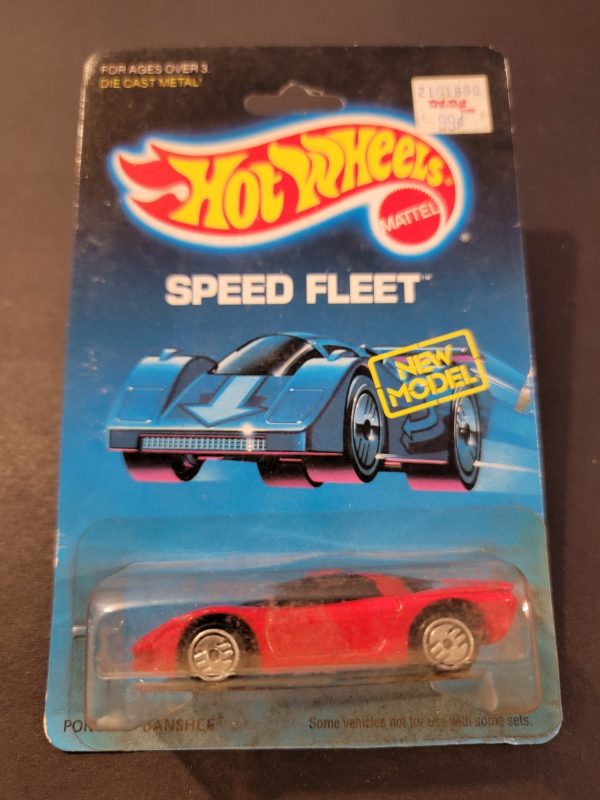 FOR AGES OVER 3.
DIE CAST METAL
99¢
HOT WHEELS®
MATTEL
®
SPEED FLEET™
NEW
MODEL
BANSHEE
Some vehicles not for use with some sets.